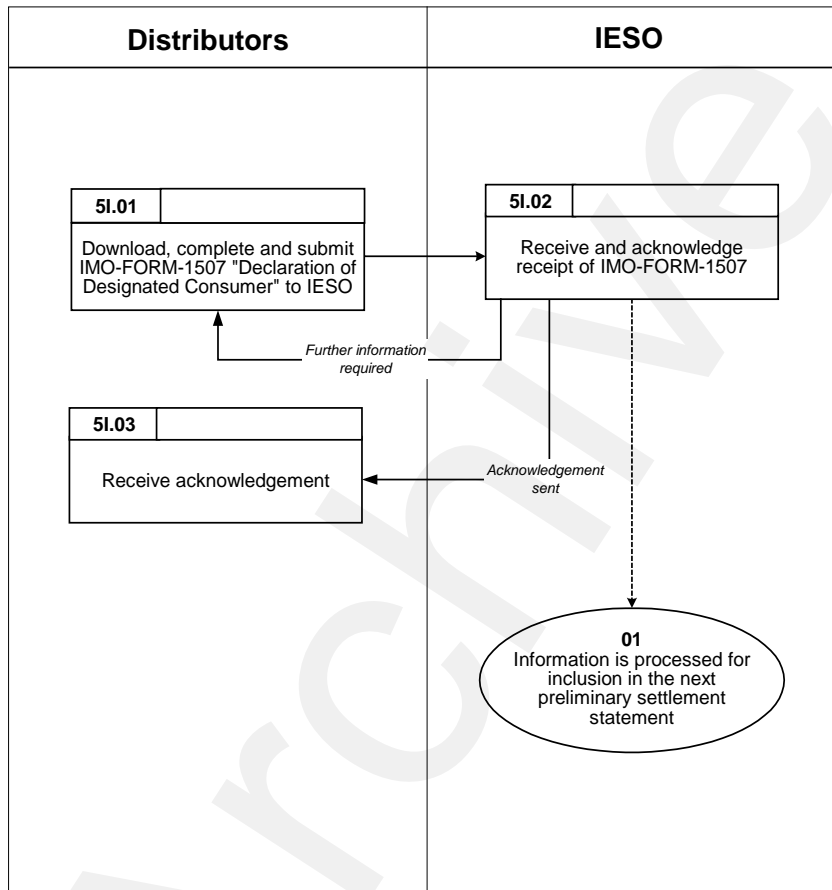 Distributors
IESO
5I.01
Download, complete and submit
IMO-FORM-1507 "Declaration of
Designated Consumer" to IESO
5I.02
Receive and acknowledge
receipt of IMO-FORM-1507
Further information
required
5I.03
Receive acknowledgement
Acknowledgement
sent
01
Information is processed for
inclusion in the next
preliminary settlement
statement
Archive